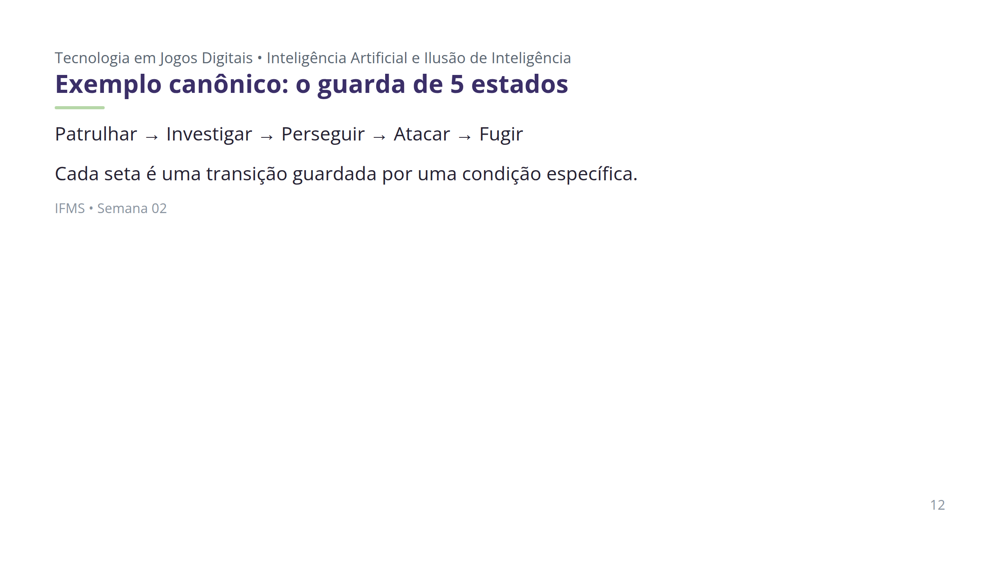 Tecnologia em Jogos Digitais • Inteligência Artificial e Ilusão de Inteligência
Exemplo canônico: o guarda de 5 estados
Patrulhar → Investigar → Perseguir → Atacar → Fugir
Cada seta é uma transição guardada por uma condição específica.
IFMS • Semana 02
12